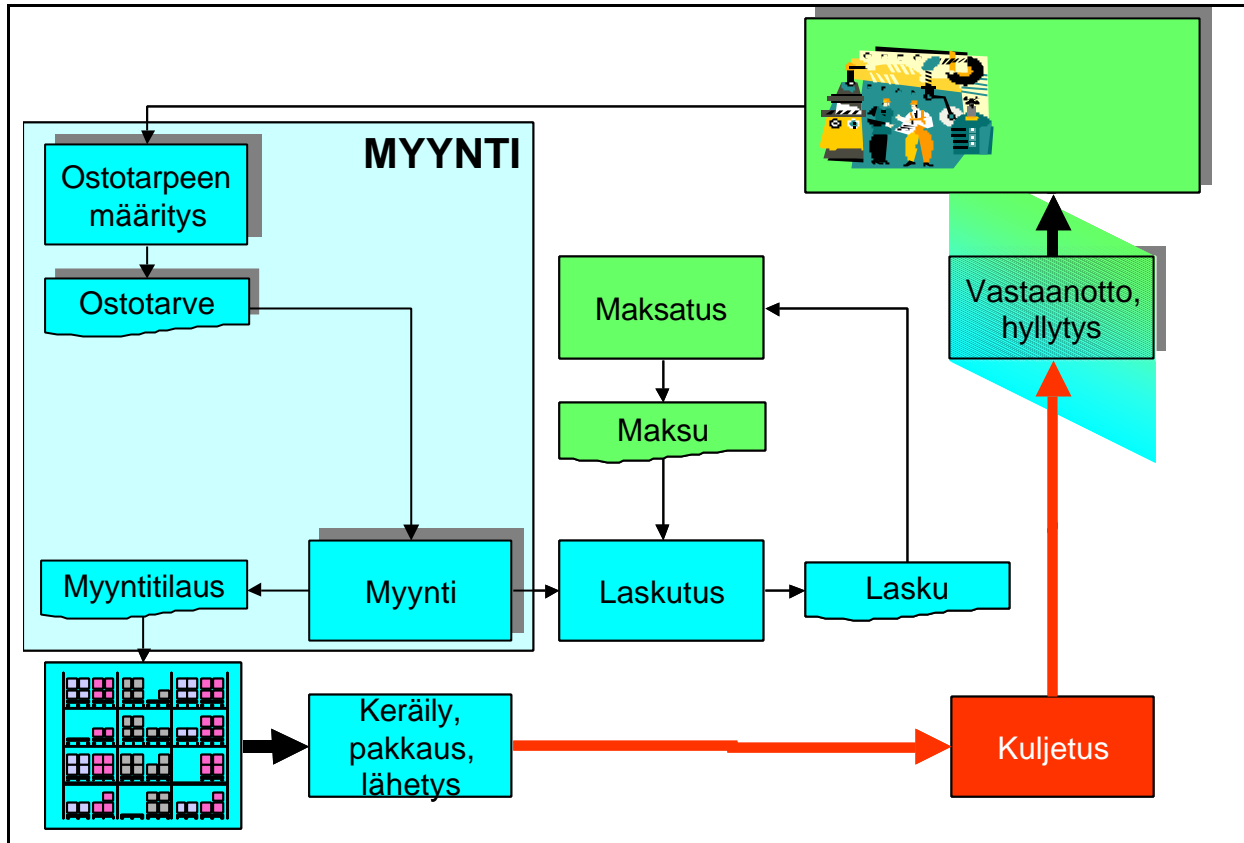 MYYNTI
Ostotarpeen
määritys
Ostotarve
Maksatus
Vastaanotto,
hyllytys
Maksu
Myyntitilaus
Myynti
Laskutus
Lasku
Keräily,
pakkaus,
lähetys
Kuljetus